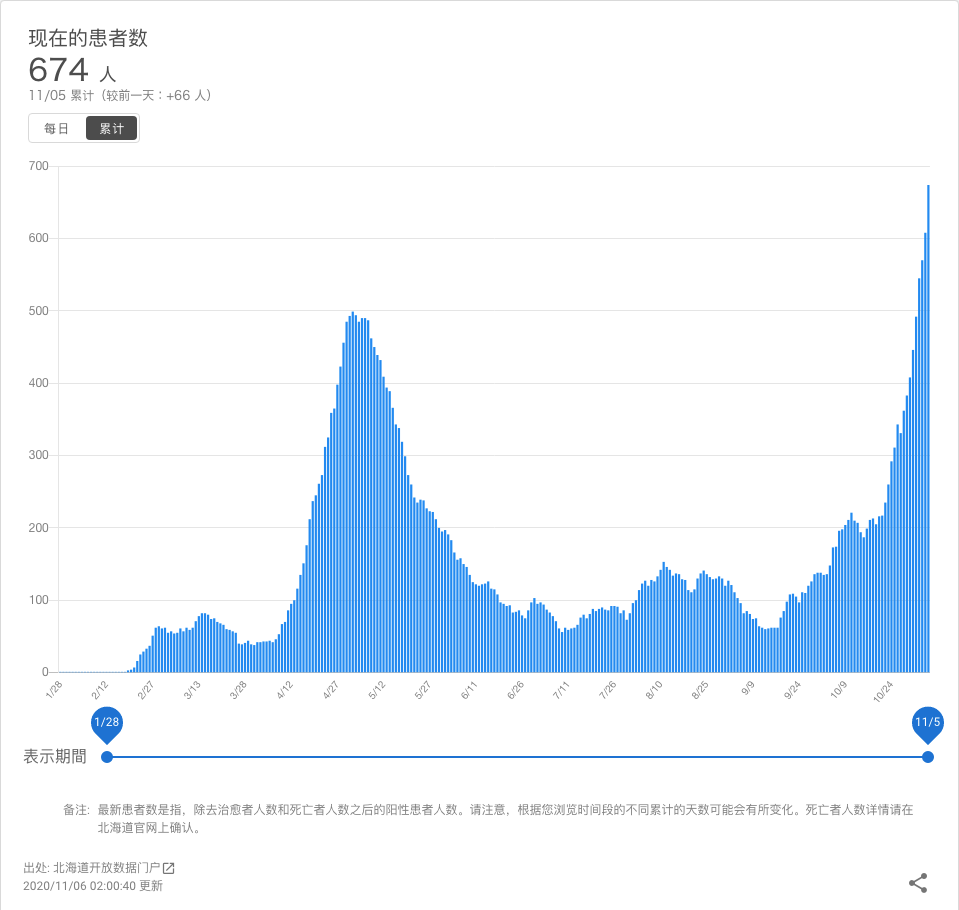 现在的患者数
674 人
11/05 累计（较前一天：+66 人）
每日 累计
700
600
500
400
300
200
100
0
1/28 2/12 2/27 3/13 3/28 4/12 4/27 5/12 5/27 6/11 6/26 7/11 7/26 8/10 8/25 9/9 9/24 10/9 10/24
1/28 11/5
表示期間
备注: 最新患者数是指，除去治愈者人数和死亡者人数之后的阳性患者人数。请注意，根据您浏览时间段的不同累计的天数可能会有所变化。死亡者人数详情请在
北海道官网上确认。
出处: 北海道开放数据门户
2020/11/06 02:00:40 更新